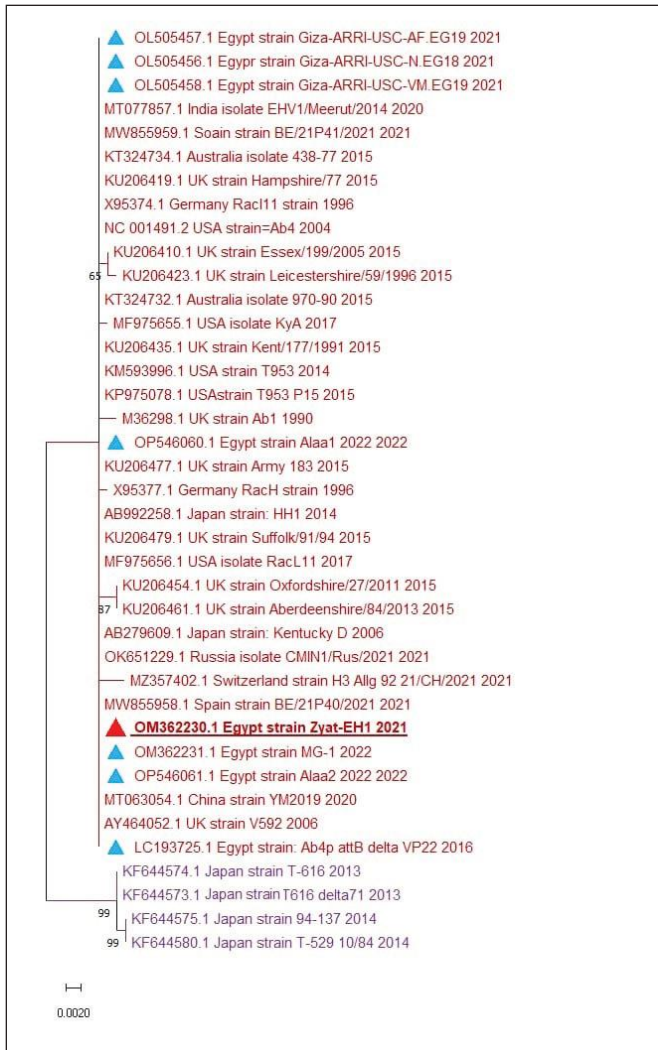 OL505457.1 Egypt strain Giza-ARRI-USC-AF.EG19 2021
OL505456.1 Egypr strain Giza-ARRI-USC-N.EG18 2021
OL505458.1 Egypt strain Giza-ARRI-USC-VM.EG19 2021
MT077857.1 India isolate EHV1/Meerut/2014 2020
MW855959.1 Soain strain BE/21P41/2021 2021
KT324734.1 Australia isolate 438-77 2015
KU206419.1 UK strain Hampshire/77 2015
X95374.1 Germany Racl11 strain 1996
NC 001491.2 USA strain=Ab4 2004
KU206410.1 UK strain Essex/199/2005 2015
65
KU206423.1 UK strain Leicestershire/59/1996 2015
KT324732.1 Australia isolate 970-90 2015
MF975655.1 USA isolate KyA 2017
KU206435.1 UK strain Kent/177/1991 2015
KM593996.1 USA strain T953 2014
KP975078.1 USAstrain T953 P15 2015
M36298.1 UK strain Ab1 1990
OP546060.1 Egypt strain Alaa1 2022 2022
KU206477.1 UK strain Army 183 2015
X95377.1 Germany RacH strain 1996
AB992258.1 Japan strain: HH1 2014
KU206479.1 UK strain Suffolk/91/94 2015
MF975656.1 USA isolate RacL11 2017
KU206454.1 UK strain Oxfordshire/27/2011 2015
87
KU206461.1 UK strain Aberdeenshire/84/2013 2015
AB279609.1 Japan strain: Kentucky D 2006
OK651229.1 Russia isolate CMIN1/Rus/2021 2021
MZ357402.1 Switzerland strain H3 Allg 92 21/CH/2021 2021
MW855958.1 Spain strain BE/21P40/2021 2021
OM362230.1 Egypt strain Zyat-EH1 2021
OM362231.1 Egypt strain MG-1 2022
OP546061.1 Egypt strain Alaa2 2022 2022
MT063054.1 China strain YM2019 2020
AY464052.1 UK strain V592 2006
LC193725.1 Egypt strain: Ab4p attB delta VP22 2016
KF644574.1 Japan strain T-616 2013
KF644573.1 Japan strain T616 delta71 2013
99
KF644575.1 Japan strain 94-137 2014
99
KF644580.1 Japan strain T-529 10/84 2014
0.0020